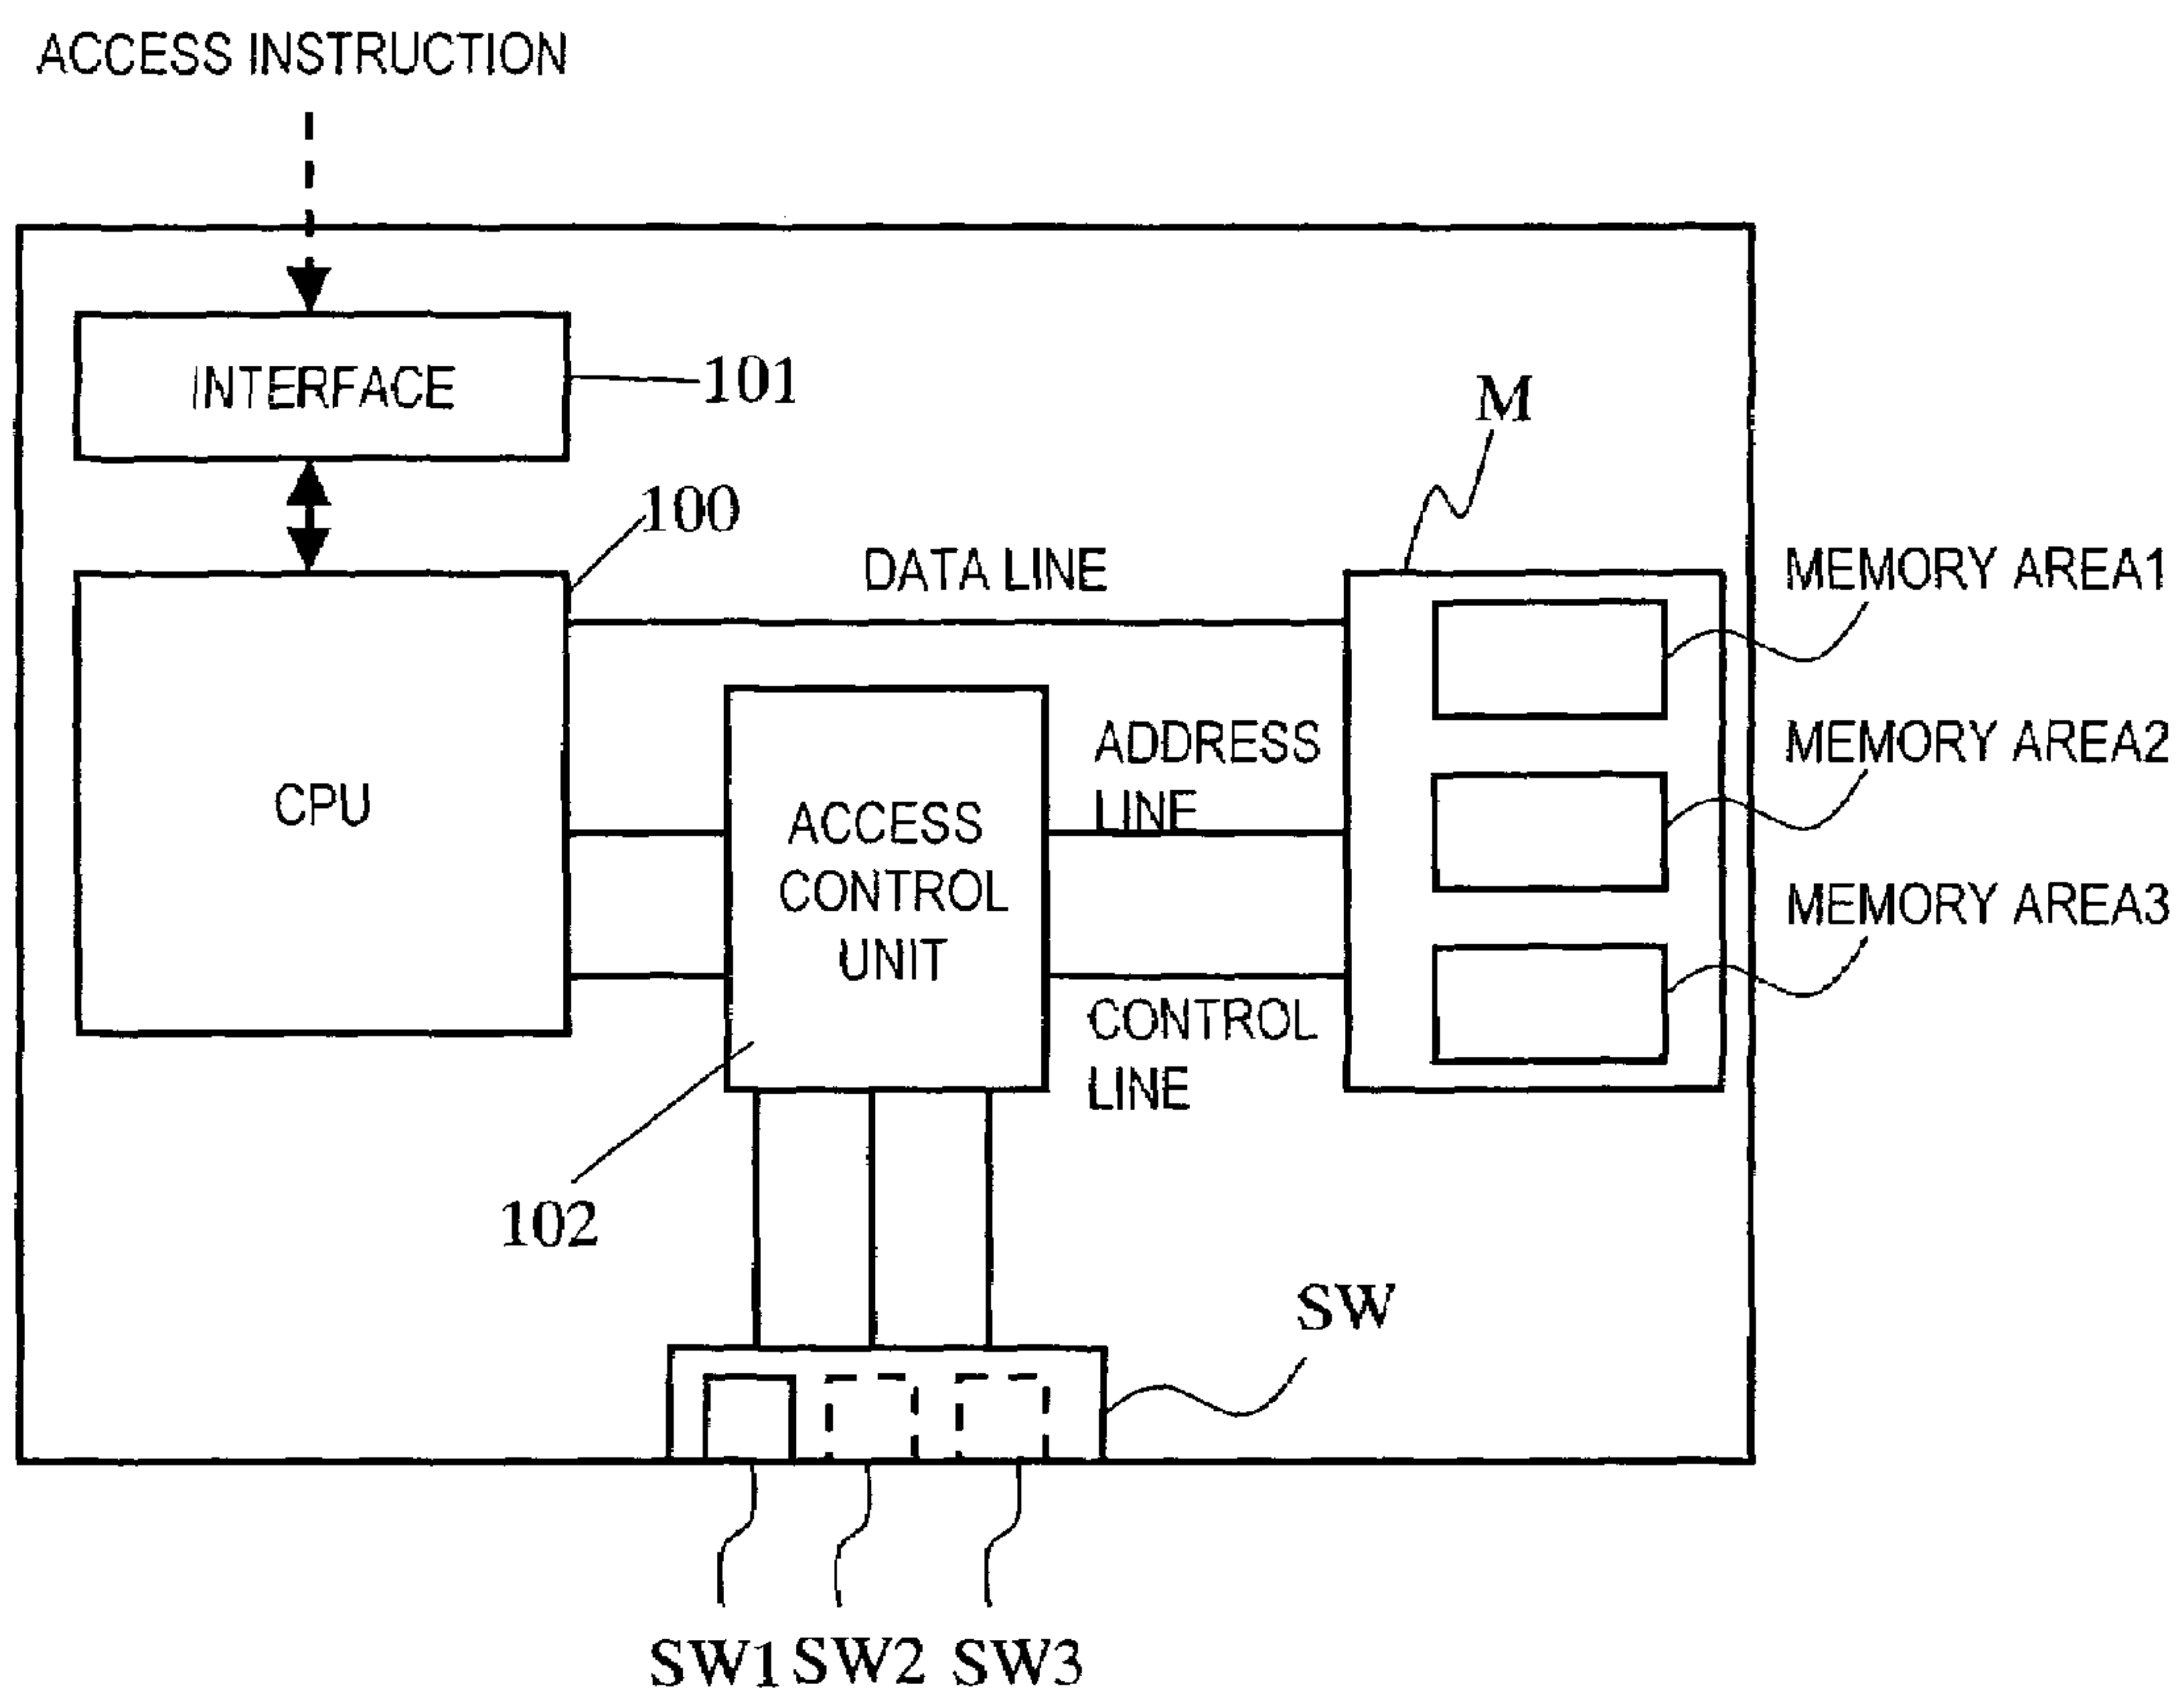 ACCESS INSTRUCTION
INTERFACE
101
M
100
DATA LINE
MEMORY AREA1
ADDRESS
LINE
MEMORY AREA2
CPU
ACCESS
CONTROL
UNIT
MEMORY AREA3
CONTROL
LINE
102
SW
SW1 SW2 SW3